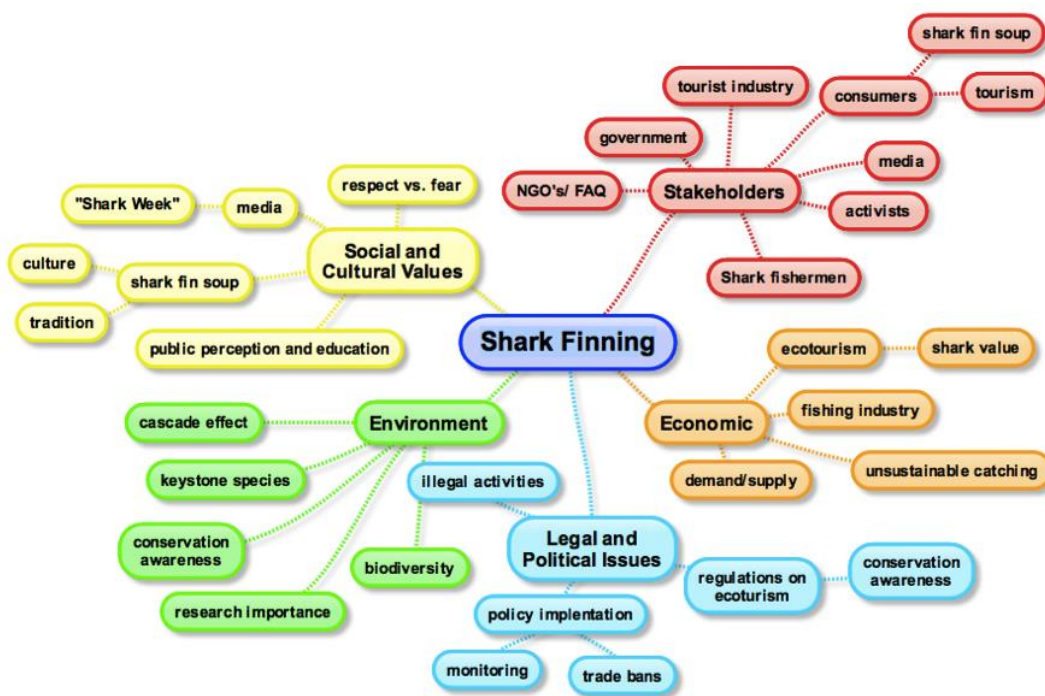 shark fin soup
tourist industry
consumers
tourism
government
media
respect vs. fear
NGO's/ FAQ
Stakeholders
"Shark Week"
media
activists
Social and
Cultural Values
culture
shark fin soup
Shark fishermen
tradition
public perception and education
Shark Finning
ecotourism
shark value
cascade effect
Environment
Economic
fishing industry
keystone species
illegal activities
demand/supply
unsustainable catching
conservation
awareness
biodiversity
Legal and
Political Issues
regulations on
ecoturism
conservation
awareness
research importance
policy implentation
monitoring
trade bans